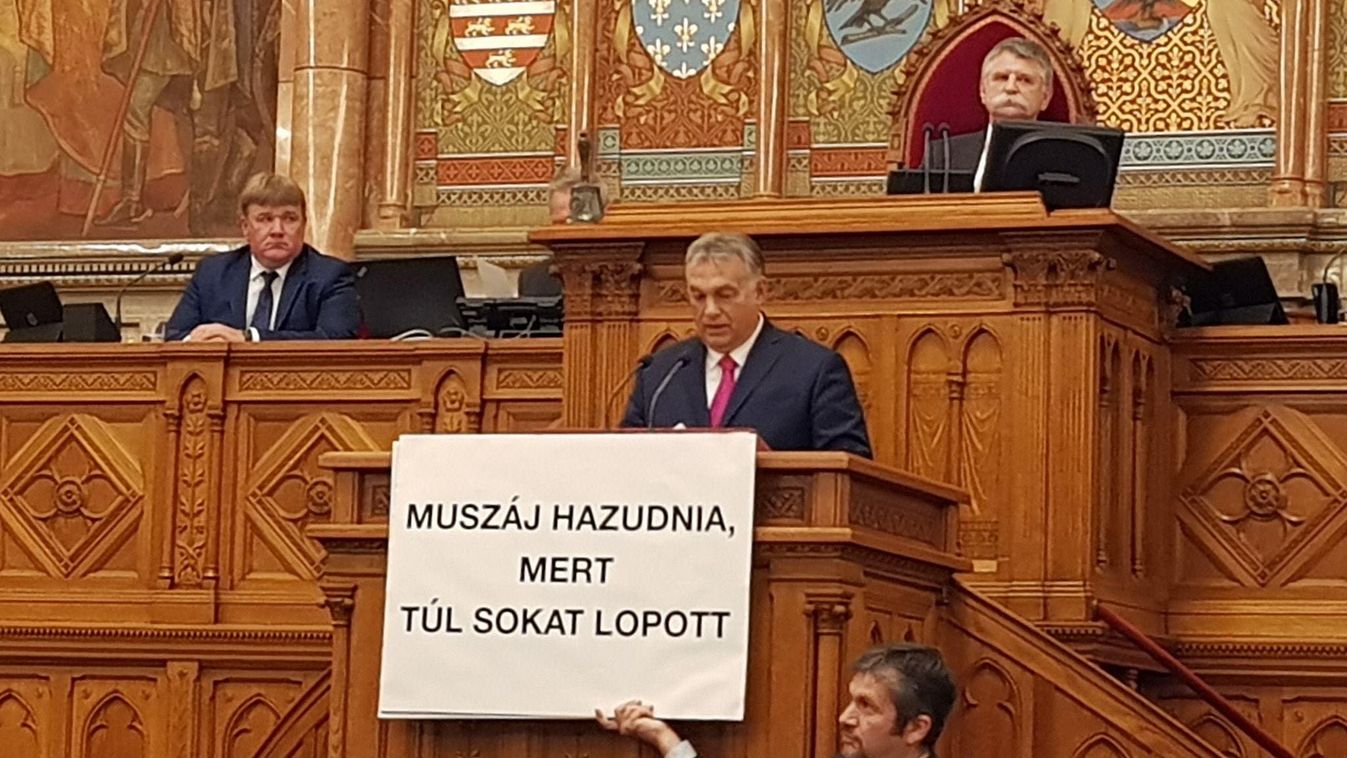 MUSZÁJ HAZUDNIA,
MERT
TÚL SOKAT LOPOTT